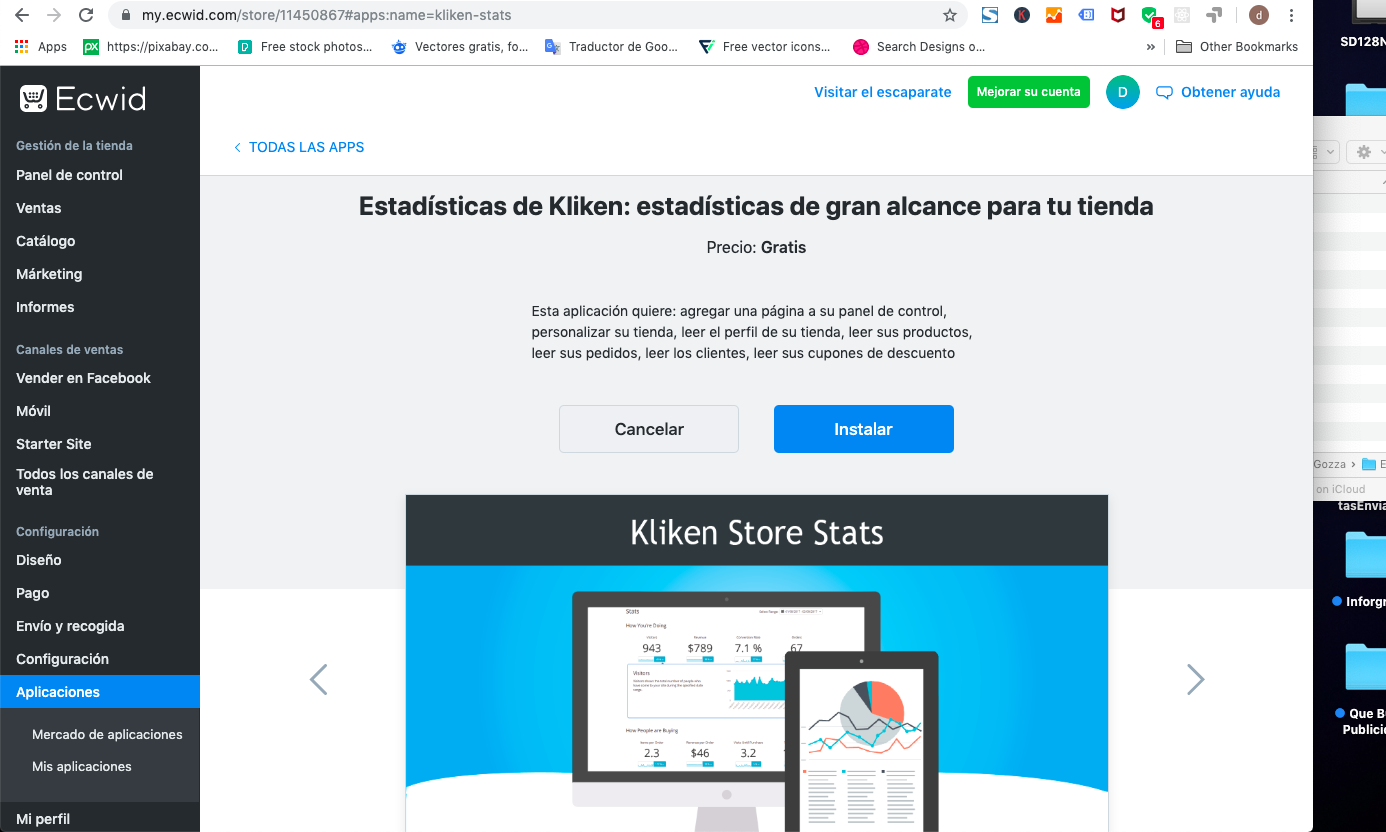 my.ecwid.com/store/11450867#apps:name=kliken-stats
6
d
Apps
https://pixabay.co...
Free stock photos...
Vectores gratis, fo...
Traductor de Goo...
Free vector icons...
Search Designs o...
»
Other Bookmarks
Ecwid
Visitar el escaparate
Mejorar su cuenta
D
Obtener ayuda
TODAS LAS APPS
Gestión de la tienda
Panel de control
Ventas
Catálogo
Márketing
Informes
Canales de ventas
Vender en Facebook
Móvil
Starter Site
Todos los canales de
venta
Configuración
Diseño
Pago
Envío y recogida
Configuración
Aplicaciones
Mercado de aplicaciones
Mis aplicaciones
Mi perfil
Estadísticas de Kliken: estadísticas de gran alcance para tu tienda
Precio: Gratis
Esta aplicación quiere: agregar una página a su panel de control,
personalizar su tienda, leer el perfil de su tienda, leer sus productos,
leer sus pedidos, leer los clientes, leer sus cupones de descuento
Cancelar
Instalar
Kliken Store Stats
Stats
How You're Doing
Visitors Revenue Conversion Rate Orders
943 $789 7.1 % 67
Visitors
How People are Buying
2.3 $46 3.2
SD128N
Gozza
E
on iCloud
tasEnvia
Inforgr
Que B
Publici